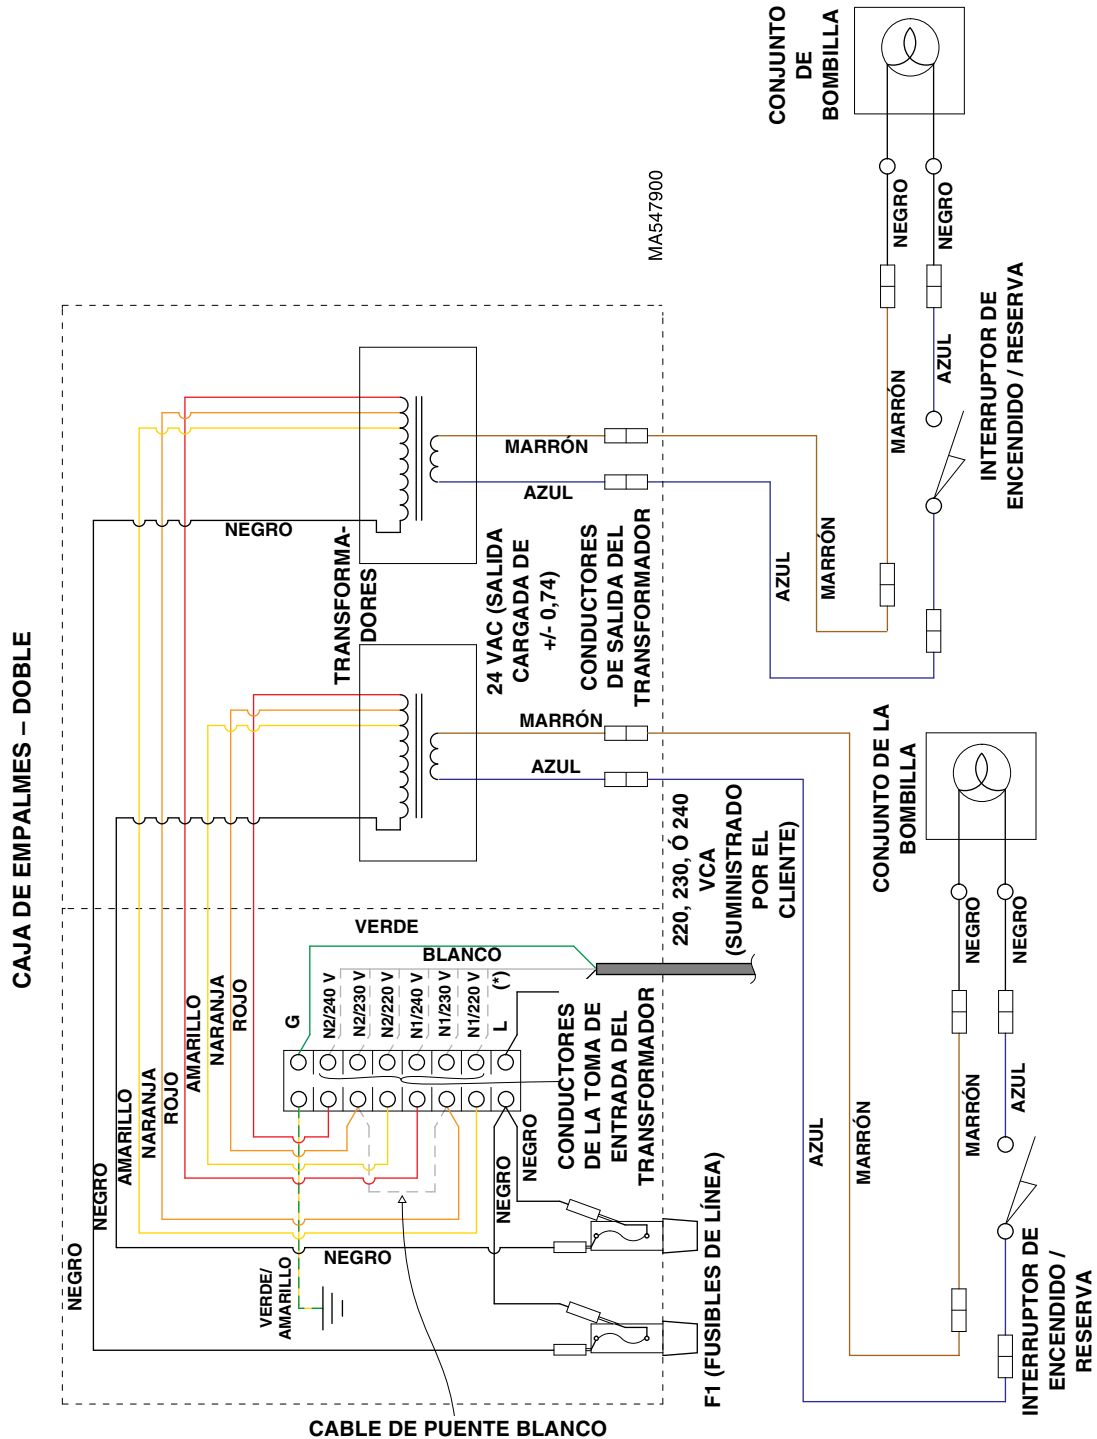 CAJA DE EMPALMES – DOBLE
CONJUNTO
DE
BOMBILLA
NEGRO
NEGRO
MA547900
MARRÓN
AZUL
INTERRUPTOR DE
ENCENDIDO / RESERVA
MARRÓN
AZUL
NEGRO
TRANSFORMA-
DORES
24 VAC (SALIDA
CARGADA DE
+/- 0,74)
CONDUCTORES
DE SALIDA DEL
TRANSFORMADOR
AZUL
MARRÓN
MARRÓN
AZUL
220, 230, Ó 240
VCA
(SUMINISTRADO
POR EL
CLIENTE)
CONJUNTO DE LA
BOMBILLA
NEGRO
NEGRO
VERDE
BLANCO
G
N2/240 V
N2/230 V
N2/220 V
N1/240 V
N1/230 V
N1/220 V
L
(*)
NEGRO
AMARILLO
NARANJA
ROJO
AMARILLO
NARANJA
ROJO
NEGRO
CONDUCTORES
DE LA TOMA DE
ENTRADA DEL
TRANSFORMADOR
NEGRO
NEGRO
NEGRO
VERDE/
AMARILLO
F1 (FUSIBLES DE LÍNEA)
AZUL
MARRÓN
MARRÓN
AZUL
INTERRUPTOR DE
ENCENDIDO /
RESERVA
CABLE DE PUENTE BLANCO